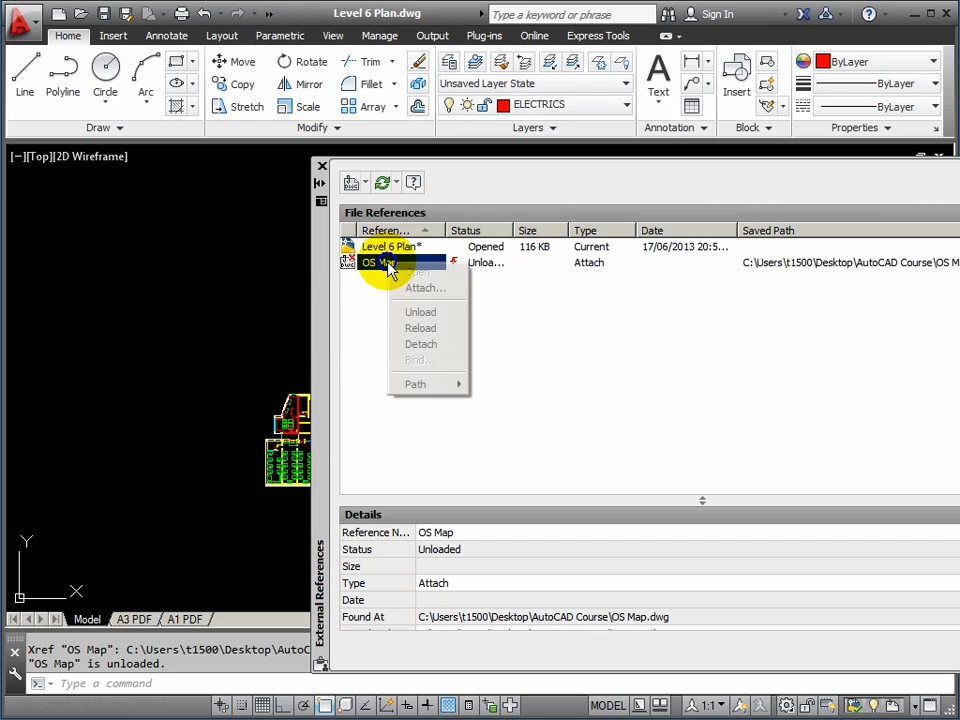 Level 6 Plan.dwg
Type a keyword or phrase
Sign In
Home Insert Annotate Layout Parametric View Manage Output Plug-ins Online Express Tools
Line
Polyline
Circle
Arc
Move
Rotate
Trim
Copy
Mirror
Fillet
Stretch
Scale
Array
Unsaved Layer State
ELECTRICS
Text
Insert
ByLayer
ByLayer
ByLayer
Draw
Modify
Layers
Annotation
Block
Properties
[−][Top][2D Wireframe]
File References
Referen... Status Size Type Date Saved Path
Level 6 Plan* Opened 116 KB Current 17/06/2013 20:5...
OS Map Unloa... Attach C:\Users\t1500\Desktop\AutoCAD Course\OS M
Open
Attach...
Unload
Reload
Detach
Bind...
Path
Details
Reference N... OS Map
Status Unloaded
Size
Type Attach
Date
Found At C:\Users\t1500\Desktop\AutoCAD Course\OS Map.dwg
External References
Y
X
Model A3 PDF A1 PDF
Xref "OS Map": C:\Users\t1500\Desktop\AutoC
"OS Map" is unloaded.
Type a command
MODEL
1:1